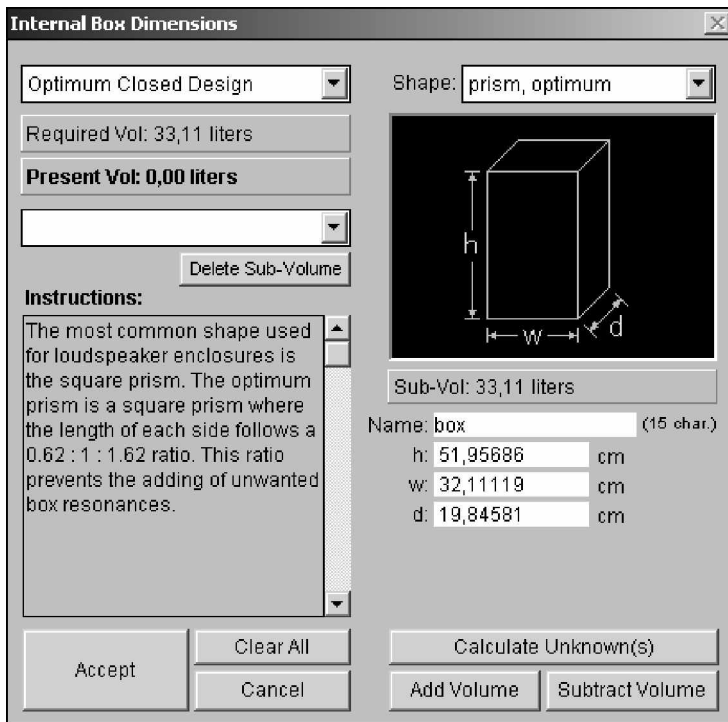 Internal Box Dimensions
Optimum Closed Design
Required Vol: 33,11 liters
Present Vol: 0,00 liters
Delete Sub-Volume
Instructions:
The most common shape used
for loudspeaker enclosures is
the square prism. The optimum
prism is a square prism where
the length of each side follows a
0.62 : 1 : 1.62 ratio. This ratio
prevents the adding of unwanted
box resonances.
Accept
Clear All
Cancel
Shape: prism, optimum
h
w
d
Sub-Vol: 33,11 liters
Name: box (15 char.)
h: 51,95686 cm
w: 32,11119 cm
d: 19,84581 cm
Calculate Unknown(s)
Add Volume
Subtract Volume